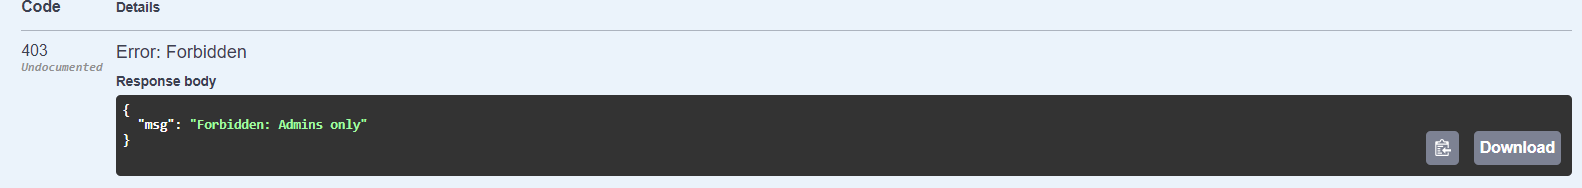 Code Details
403 Error: Forbidden
Undocumented
Response body
{
"msg": "Forbidden: Admins only"
}
Download